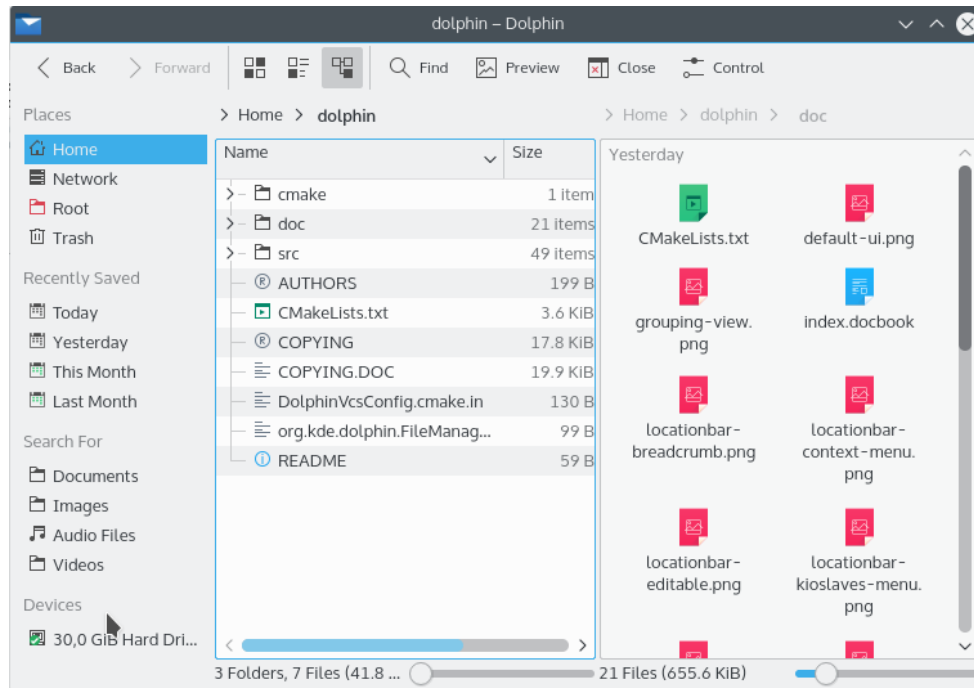 dolphin – Dolphin
Back Forward Find Preview Close Control
Places
Home
Network
Root
Trash
Recently Saved
Today
Yesterday
This Month
Last Month
Search For
Documents
Images
Audio Files
Videos
Devices
30,0 GiB Hard Dri...
> Home > dolphin
Name Size
cmake 1 item
doc 21 items
src 49 items
AUTHORS 199 B
CMakeLists.txt 3.6 KiB
COPYING 17.8 KiB
COPYING.DOC 19.9 KiB
DolphinVcsConfig.cmake.in 130 B
org.kde.dolphin.FileManag... 99 B
README 59 B
3 Folders, 7 Files (41.8 ...
> Home > dolphin > doc
Yesterday
CMakeLists.txt
default-ui.png
grouping-view.
png
index.docbook
locationbar-
breadcrumb.png
locationbar-
context-menu.
png
locationbar-
editable.png
locationbar-
kioslaves-menu.
png
21 Files (655.6 KiB)